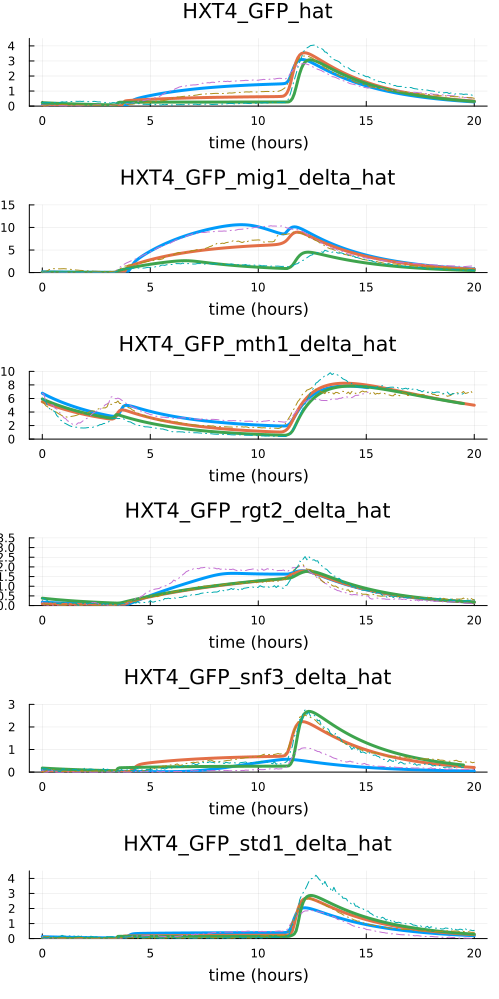 HXT4_GFP_hat
4
3
2
1
0
0 5 10 15 20
time (hours)
HXT4_GFP_mig1_delta_hat
15
10
5
0
0 5 10 15 20
time (hours)
HXT4_GFP_mth1_delta_hat
10
8
6
4
2
0
0 5 10 15 20
time (hours)
HXT4_GFP_rgt2_delta_hat
3.5
3.0
2.5
2.0
1.5
1.0
0.5
0.0
0 5 10 15 20
time (hours)
HXT4_GFP_snf3_delta_hat
3
2
1
0
0 5 10 15 20
time (hours)
HXT4_GFP_std1_delta_hat
4
3
2
1
0
0 5 10 15 20
time (hours)